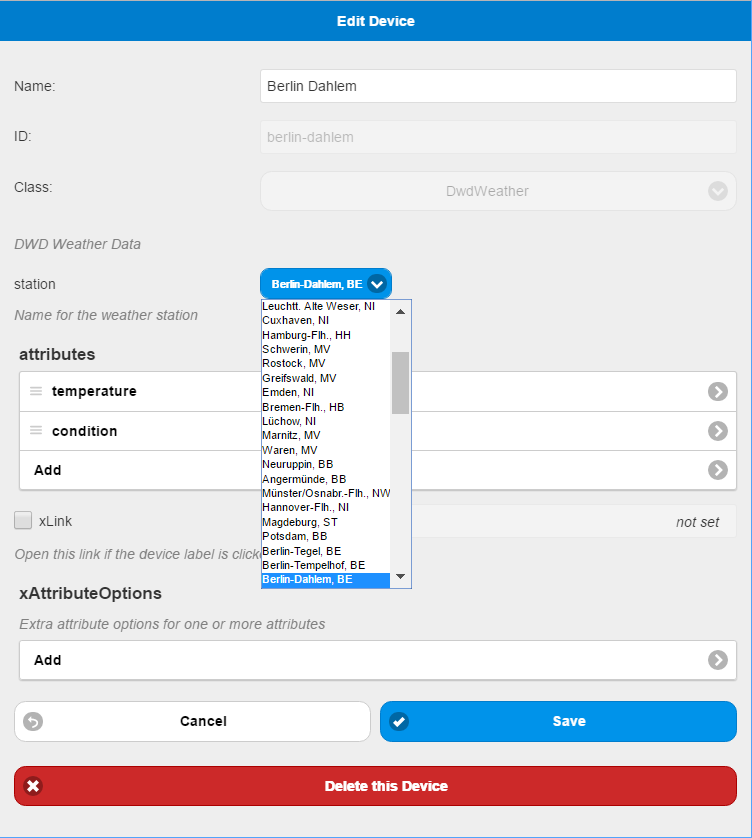 Edit Device
Name:
Berlin Dahlem
ID:
berlin-dahlem
Class:
DwdWeather
DWD Weather Data
station
Berlin-Dahlem, BE
Name for the weather station
Leuchtt. Alte Weser, NI
Cuxhaven, NI
Hamburg-Flh., HH
Schwerin, MV
Rostock, MV
Greifswald, MV
Emden, NI
Bremen-Flh., HB
Lüchow, NI
Marnitz, MV
Waren, MV
Neuruppin, BB
Angermünde, BB
Münster/Osnabr.-Flh., NW
Hannover-Flh., NI
Magdeburg, ST
Potsdam, BB
Berlin-Tegel, BE
Berlin-Tempelhof, BE
Berlin-Dahlem, BE
attributes
temperature
condition
Add
xLink
not set
Open this link if the device label is clicke
xAttributeOptions
Extra attribute options for one or more attributes
Add
Cancel
Save
Delete this Device